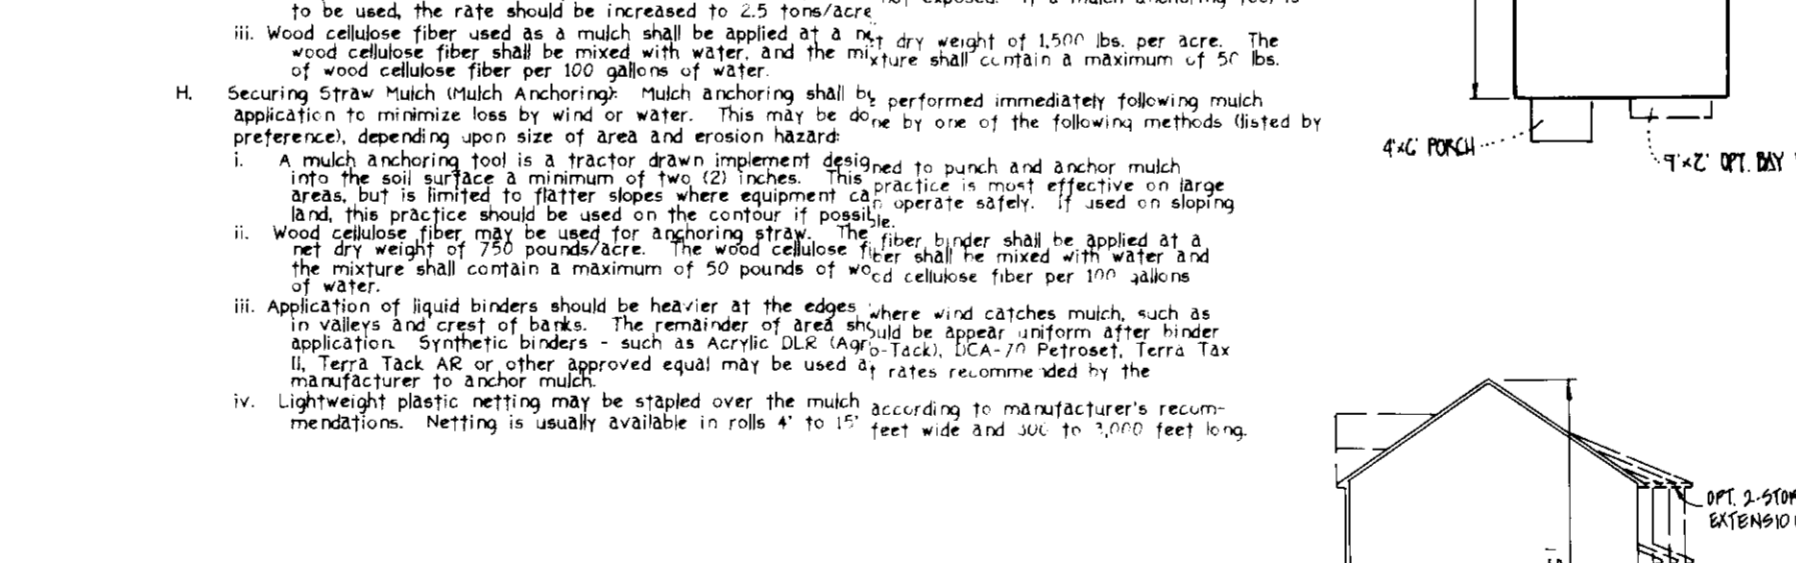 to be used, the rate should be increased to 2.5 tons/acre
iii. Wood cellulose fiber used as a mulch shall be applied at a net dry weight of 1,500 lbs. per acre. The
wood cellulose fiber shall be mixed with water, and the mixture shall contain a maximum of 50 lbs.
of wood cellulose fiber per 100 gallons of water.
H. Securing Straw Mulch (Mulch Anchoring): Mulch anchoring shall be performed immediately following mulch
application to minimize loss by wind or water. This may be done by one of the following methods (listed by
preference), depending upon size of area and erosion hazard:
i. A mulch anchoring tool is a tractor drawn implement designed to punch and anchor mulch
into the soil surface a minimum of two (2) inches. This practice is most effective on large
areas, but is limited to flatter slopes where equipment can operate safely. If used on sloping
land, this practice should be used on the contour if possible.
ii. Wood cellulose fiber may be used for anchoring straw. The fiber binder shall be applied at a
net dry weight of 750 pounds/acre. The wood cellulose fiber shall be mixed with water and
the mixture shall contain a maximum of 50 pounds of wood cellulose fiber per 100 gallons
of water.
iii. Application of liquid binders should be heavier at the edges where wind catches mulch, such as
in valleys and crest of banks. The remainder of area should be appear uniform after binder
application. Synthetic binders - such as Acrylic DLR (Agro-Tack), DCA-70 Petroset, Terra Tax
II, Terra Tack AR or other approved equal may be used at rates recommended by the
manufacturer to anchor mulch.
iv. Lightweight plastic netting may be stapled over the mulch according to manufacturer's recom-
mendations. Netting is usually available in rolls 4' to 15' feet wide and 300 to 3,000 feet long.
4'x6' PORCH
9'x2' OPT. BAY
OPT. 2-STOR
EXTENSIO